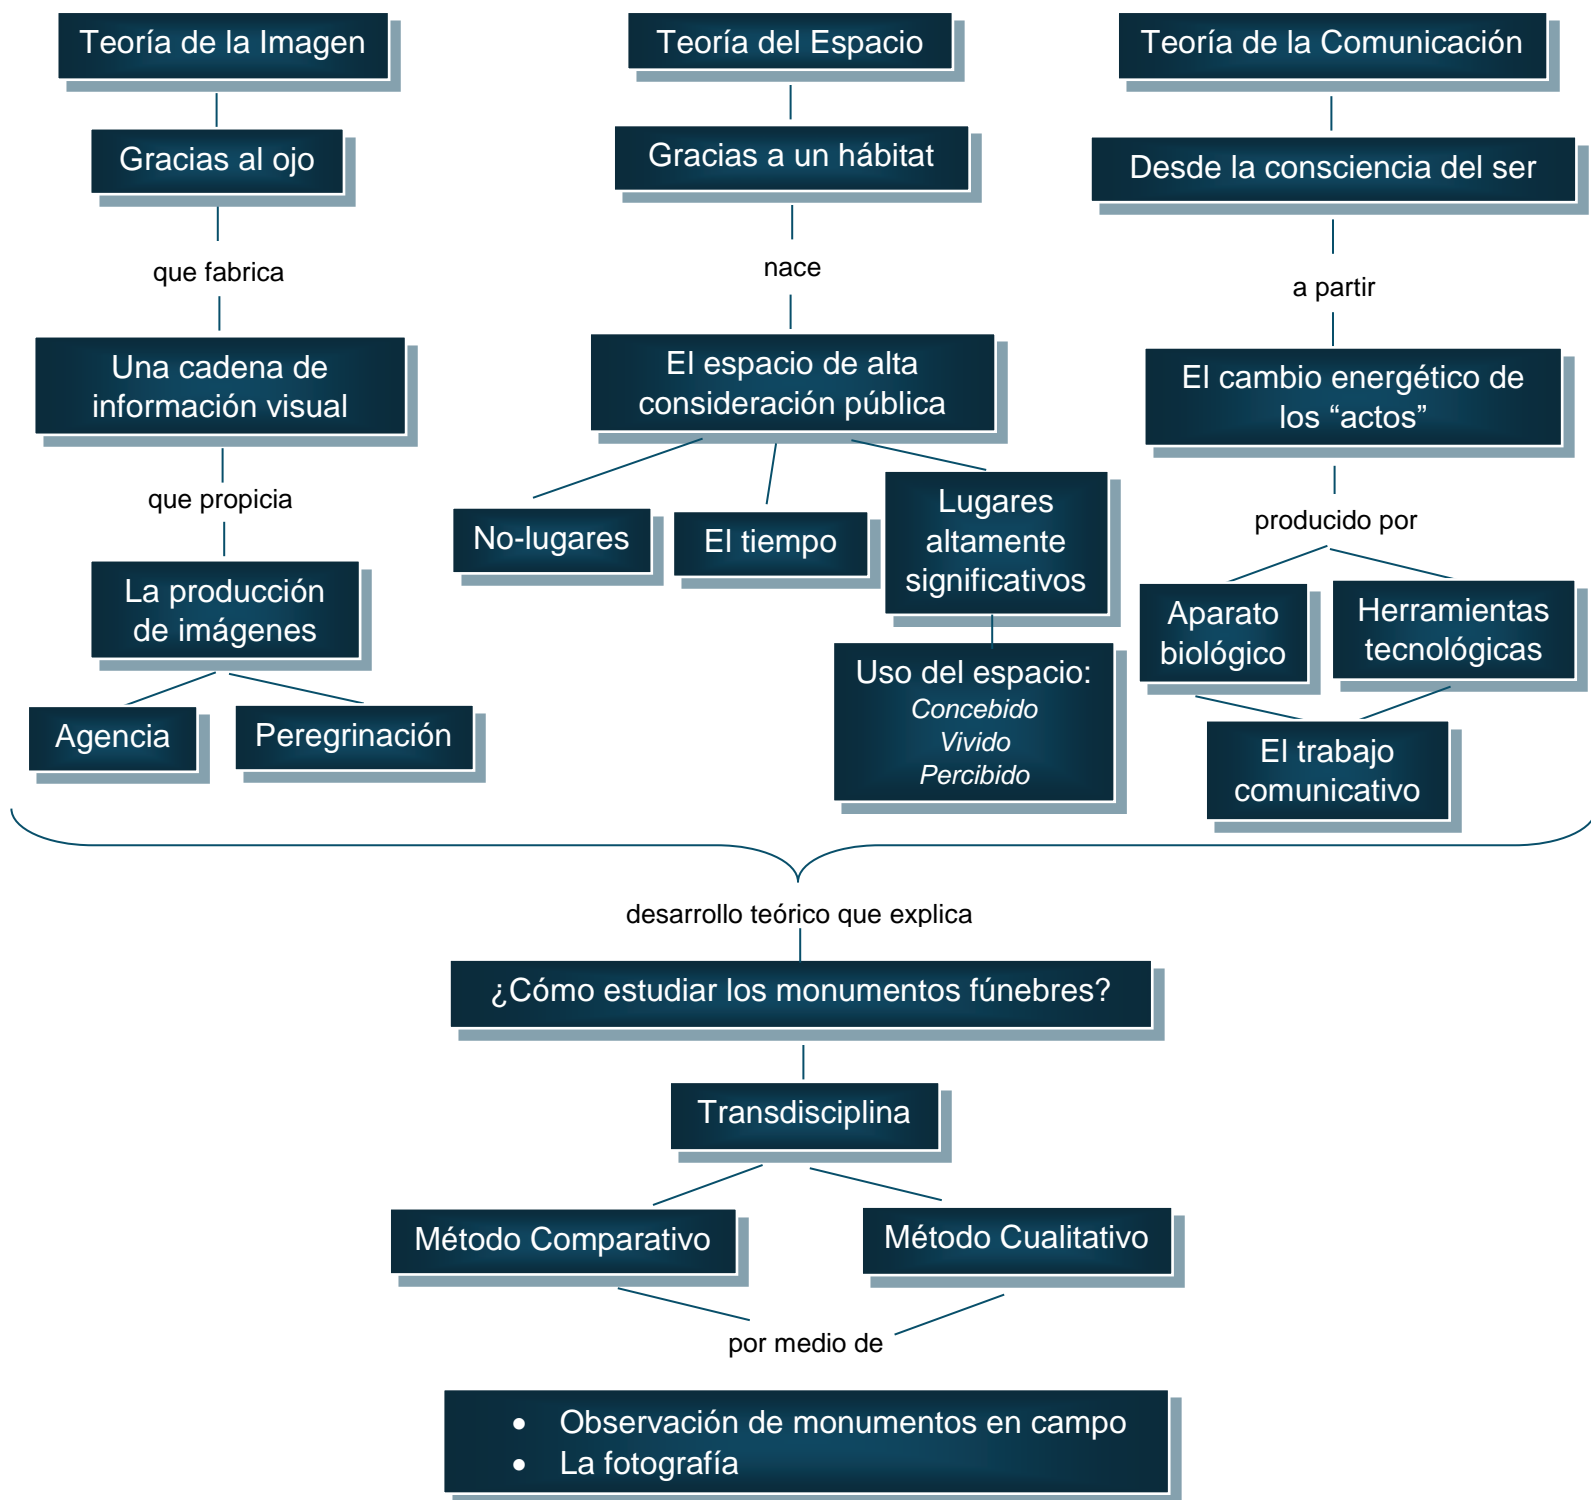 Teoría de la Imagen
Gracias al ojo
que fabrica
Una cadena de
información visual
que propicia
La producción
de imágenes
Agencia
Peregrinación
Teoría del Espacio
Gracias a un hábitat
nace
El espacio de alta
consideración pública
No-lugares
El tiempo
Lugares
altamente
significativos
Uso del espacio:
Concebido
Vivido
Percibido
Teoría de la Comunicación
Desde la consciencia del ser
a partir
El cambio energético de
los “actos”
producido por
Aparato
biológico
Herramientas
tecnológicas
El trabajo
comunicativo
desarrollo teórico que explica
¿Cómo estudiar los monumentos fúnebres?
Transdisciplina
Método Comparativo
Método Cualitativo
por medio de
• Observación de monumentos en campo
• La fotografía